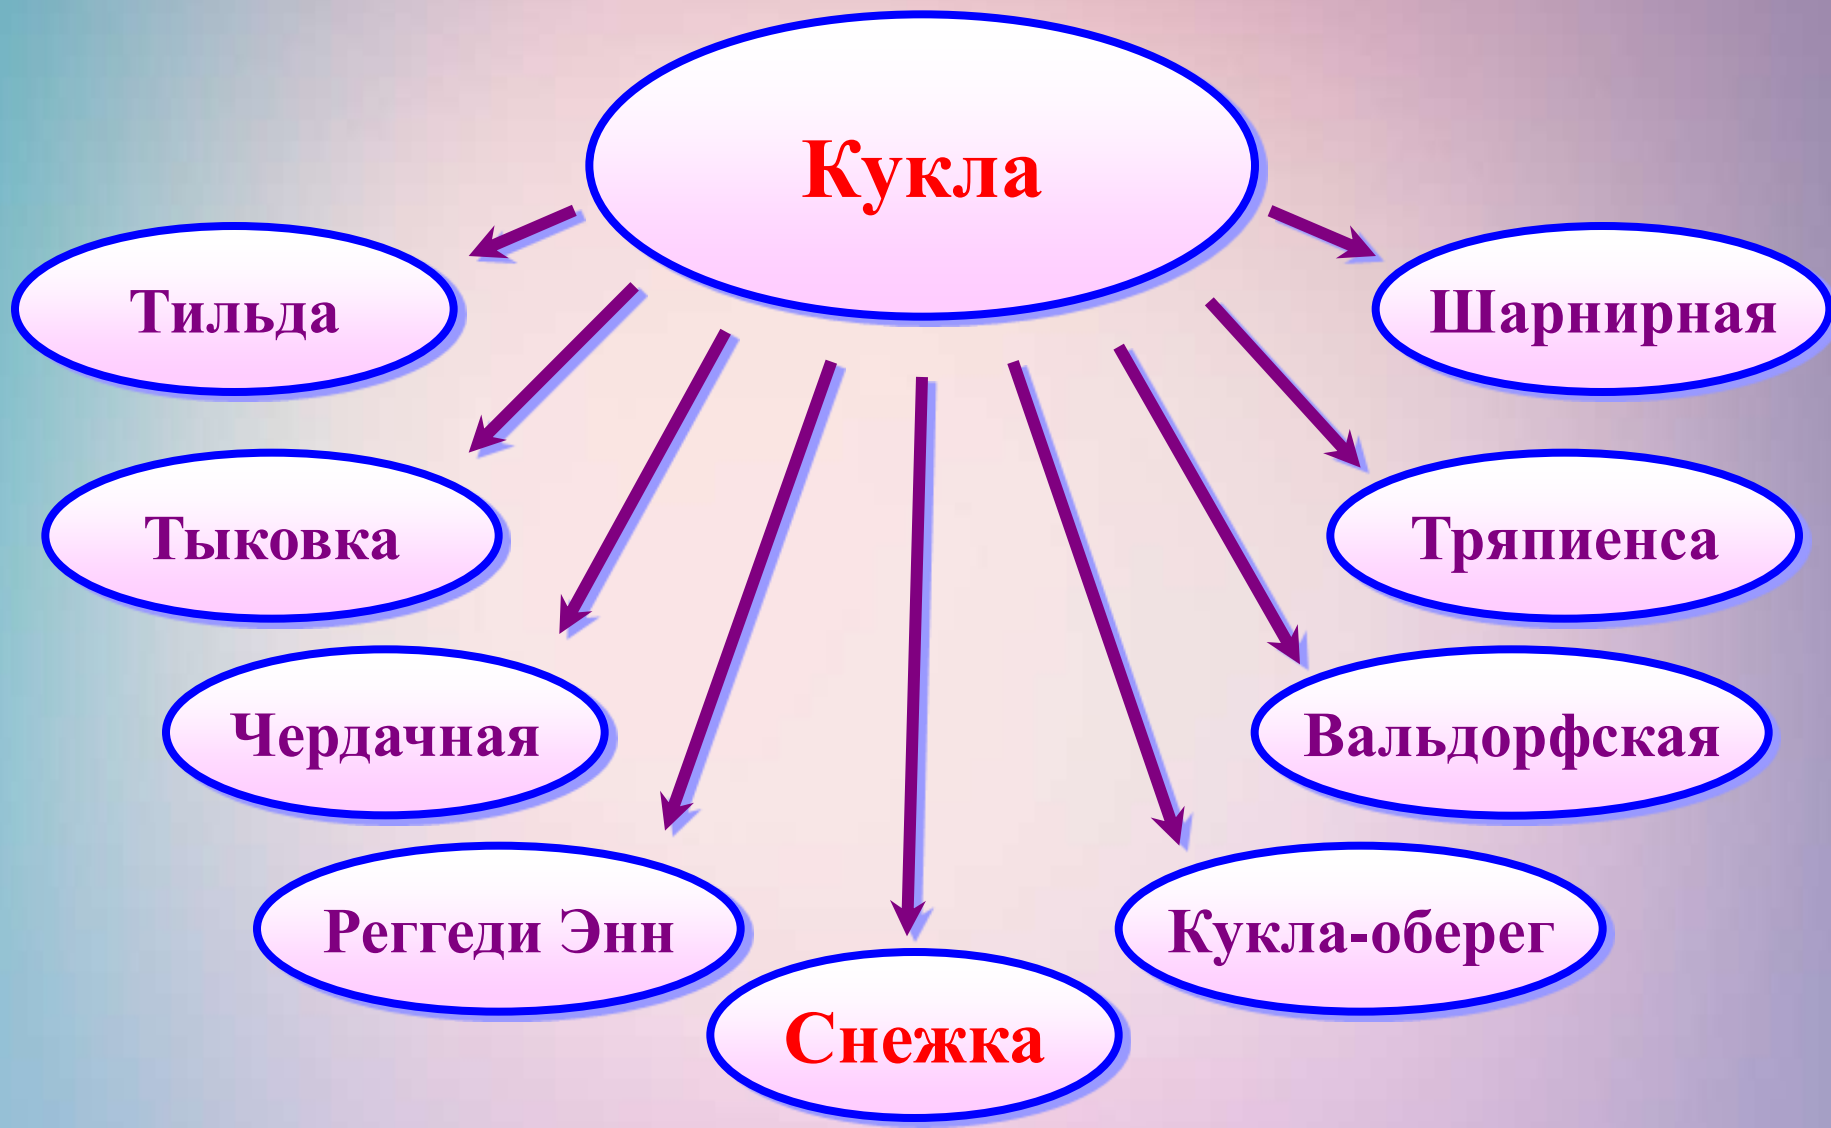 Кукла
Тильда
Шарнирная
Тыковка
Тряпиенса
Чердачная
Вальдорфская
Реггеди Энн
Кукла-оберег
Снежка